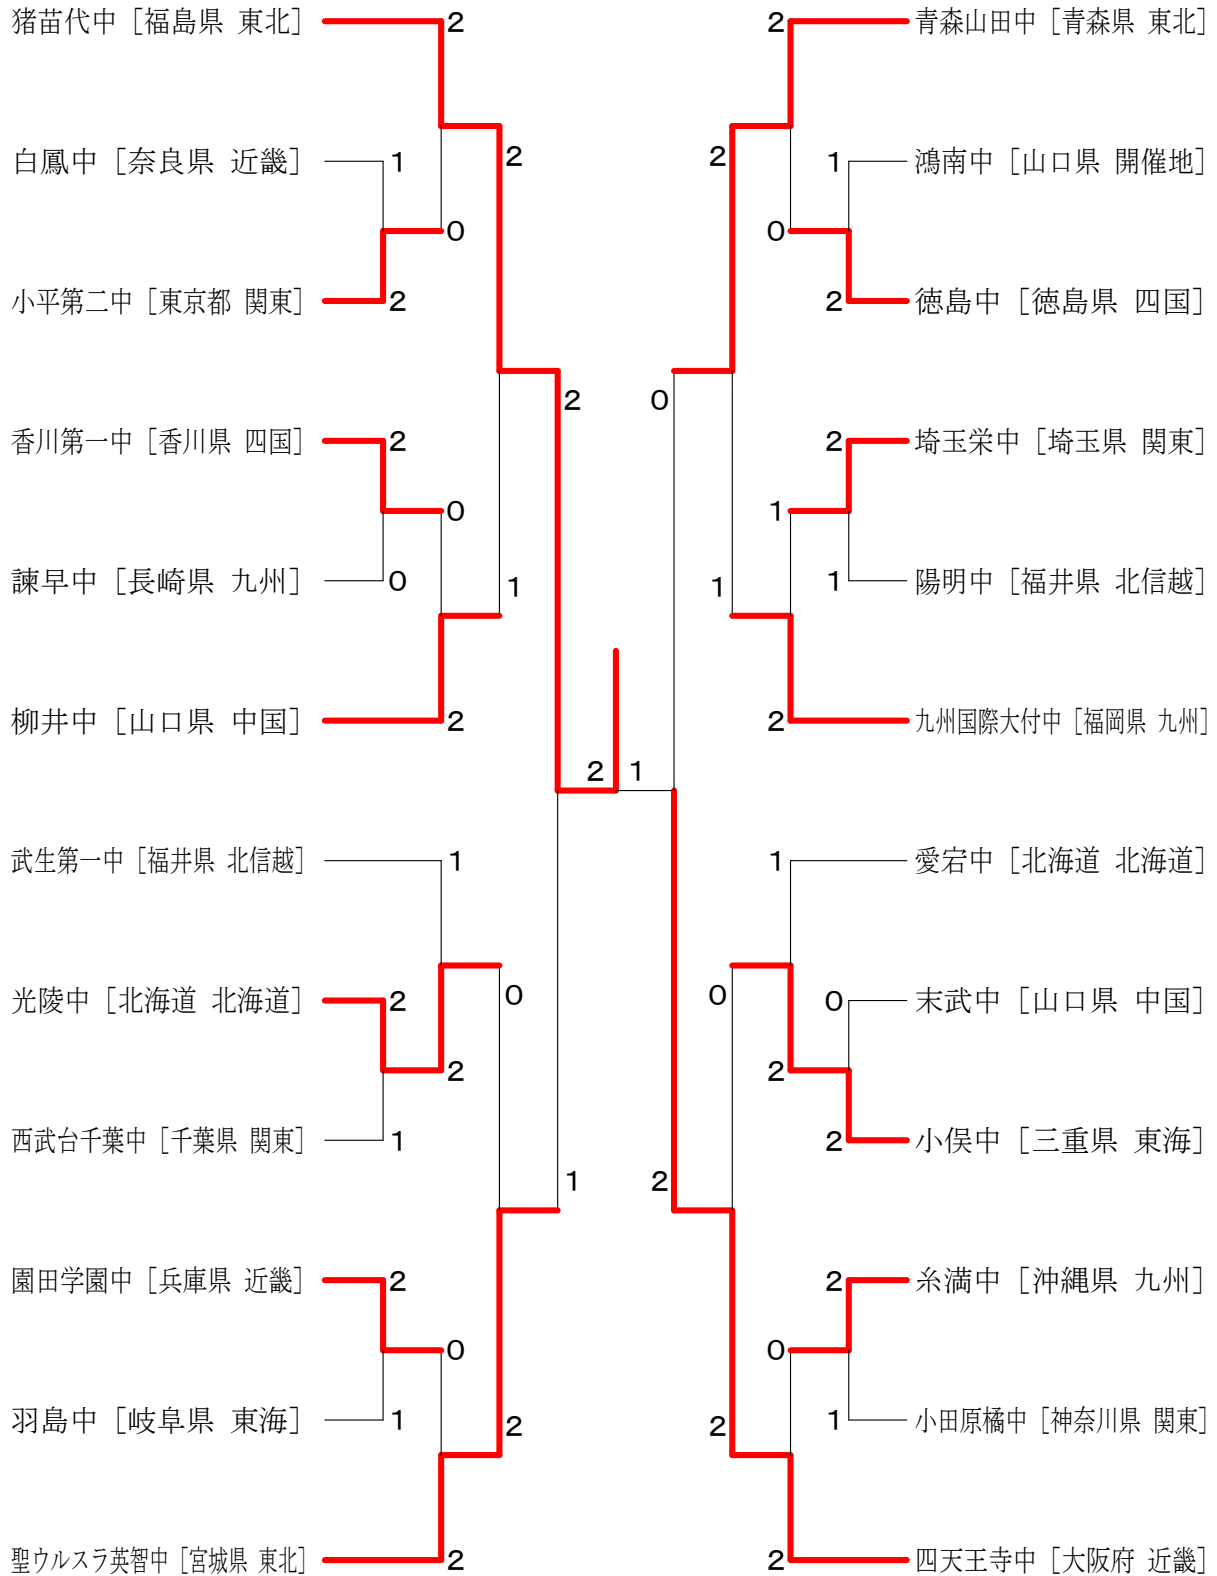 猪苗代中 [福島県 東北] 2 2 青森山田中 [青森県 東北]
白鳳中 [奈良県 近畿] 1 2 2 1 鴻南中 [山口県 開催地]
0 0
小平第二中 [東京都 関東] 2 2 徳島中 [徳島県 四国]
2 0
香川第一中 [香川県 四国] 2 2 埼玉栄中 [埼玉県 関東]
0 1
諫早中 [長崎県 九州] 0 1 1 1 陽明中 [福井県 北信越]
柳井中 [山口県 中国] 2 2 九州国際大付中 [福岡県 九州]
2 1
武生第一中 [福井県 北信越] 1 1 愛宕中 [北海道 北海道]
光陵中 [北海道 北海道] 2 0 0 0 末武中 [山口県 中国]
2 2
西武台千葉中 [千葉県 関東] 1 2 小俣中 [三重県 東海]
1 2
園田学園中 [兵庫県 近畿] 2 2 糸満中 [沖縄県 九州]
0 0
羽島中 [岐阜県 東海] 1 2 2 1 小田原橘中 [神奈川県 関東]
聖ウルスラ英智中 [宮城県 東北] 2 2 四天王寺中 [大阪府 近畿]